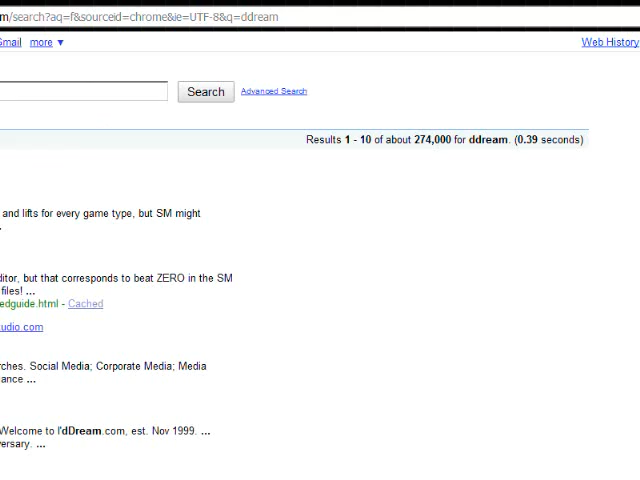 m/search?aq=f&sourceid=chrome&ie=UTF-8&q=ddream
Gmail more ▼ Web History
Search Advanced Search
Results 1 - 10 of about 274,000 for ddream. (0.39 seconds)
and lifts for every game type, but SM might
.
ditor, but that corresponds to beat ZERO in the SM
files! ...
edguide.html - Cached
udio.com
rches. Social Media; Corporate Media; Media
ance ...
Welcome to I'dDream.com, est. Nov 1999. ...
versary. ...